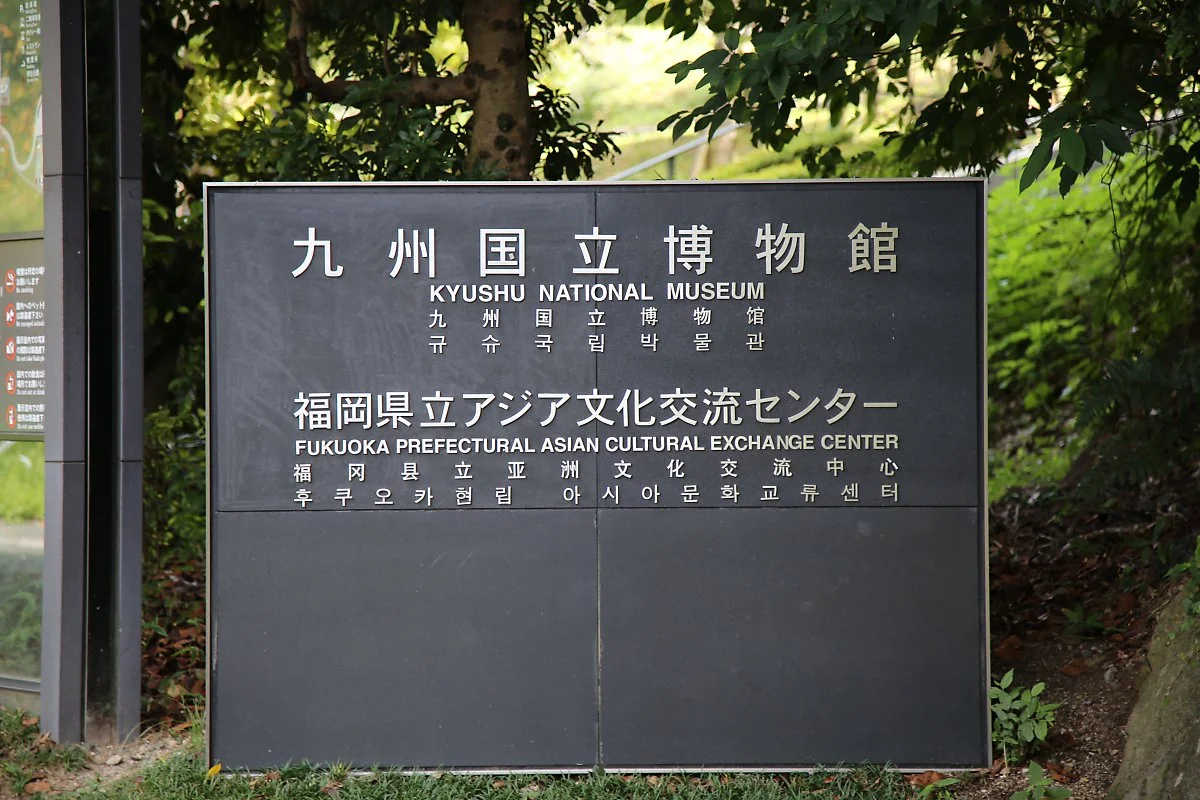 九州国立博物館
KYUSHU NATIONAL MUSEUM
九州国立博物馆
규슈국립박물관
福岡県立アジア文化交流センター
FUKUOKA PREFECTURAL ASIAN CULTURAL EXCHANGE CENTER
福冈县立亚洲文化交流中心
후쿠오카현립 아시아문화교류센터